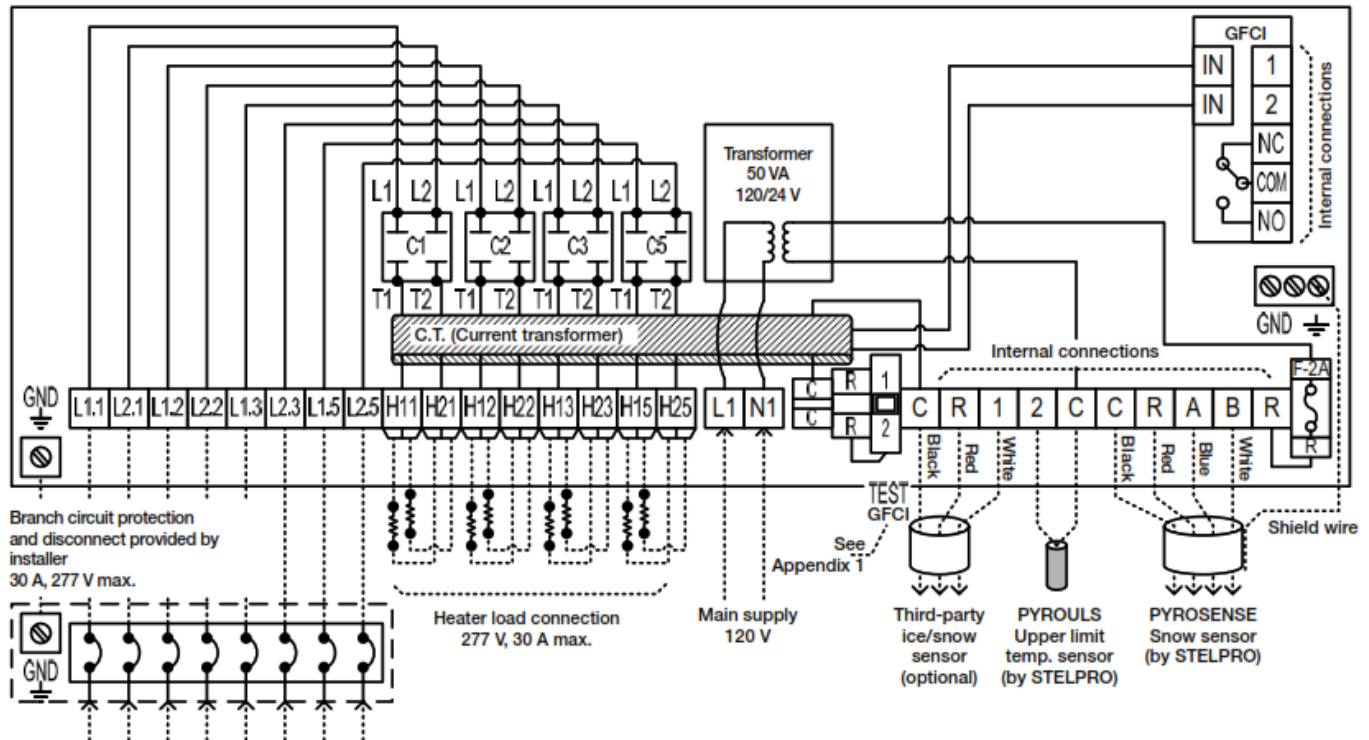 GFCI
IN 1
IN 2
NC
COM
NO
Internal connections
Transformer
50 VA
120/24 V
L1 L2 L1 L2 L1 L2 L1 L2
C1 C2 C3 C5
T1 T2 T1 T2 T1 T2 T1 T2
C.T. (Current transformer)
GND
Internal connections
F-2A
R
GND
L1.1 L2.1 L1.2 L2.2 L1.3 L2.3 L1.5 L2.5 H11 H21 H12 H22 H13 H23 H15 H25 L1 N1
C R 1
C R 2
C R 1 2 C C R A B R
Black Red White Black Red Blue White
TEST
GFCI
See
Appendix 1
Shield wire
Branch circuit protection
and disconnect provided by
installer
30 A, 277 V max.
GND
Heater load connection
277 V, 30 A max.
Main supply
120 V
Third-party
ice/snow
sensor
(optional)
PYROULS
Upper limit
temp. sensor
(by STELPRO)
PYROSENSE
Snow sensor
(by STELPRO)